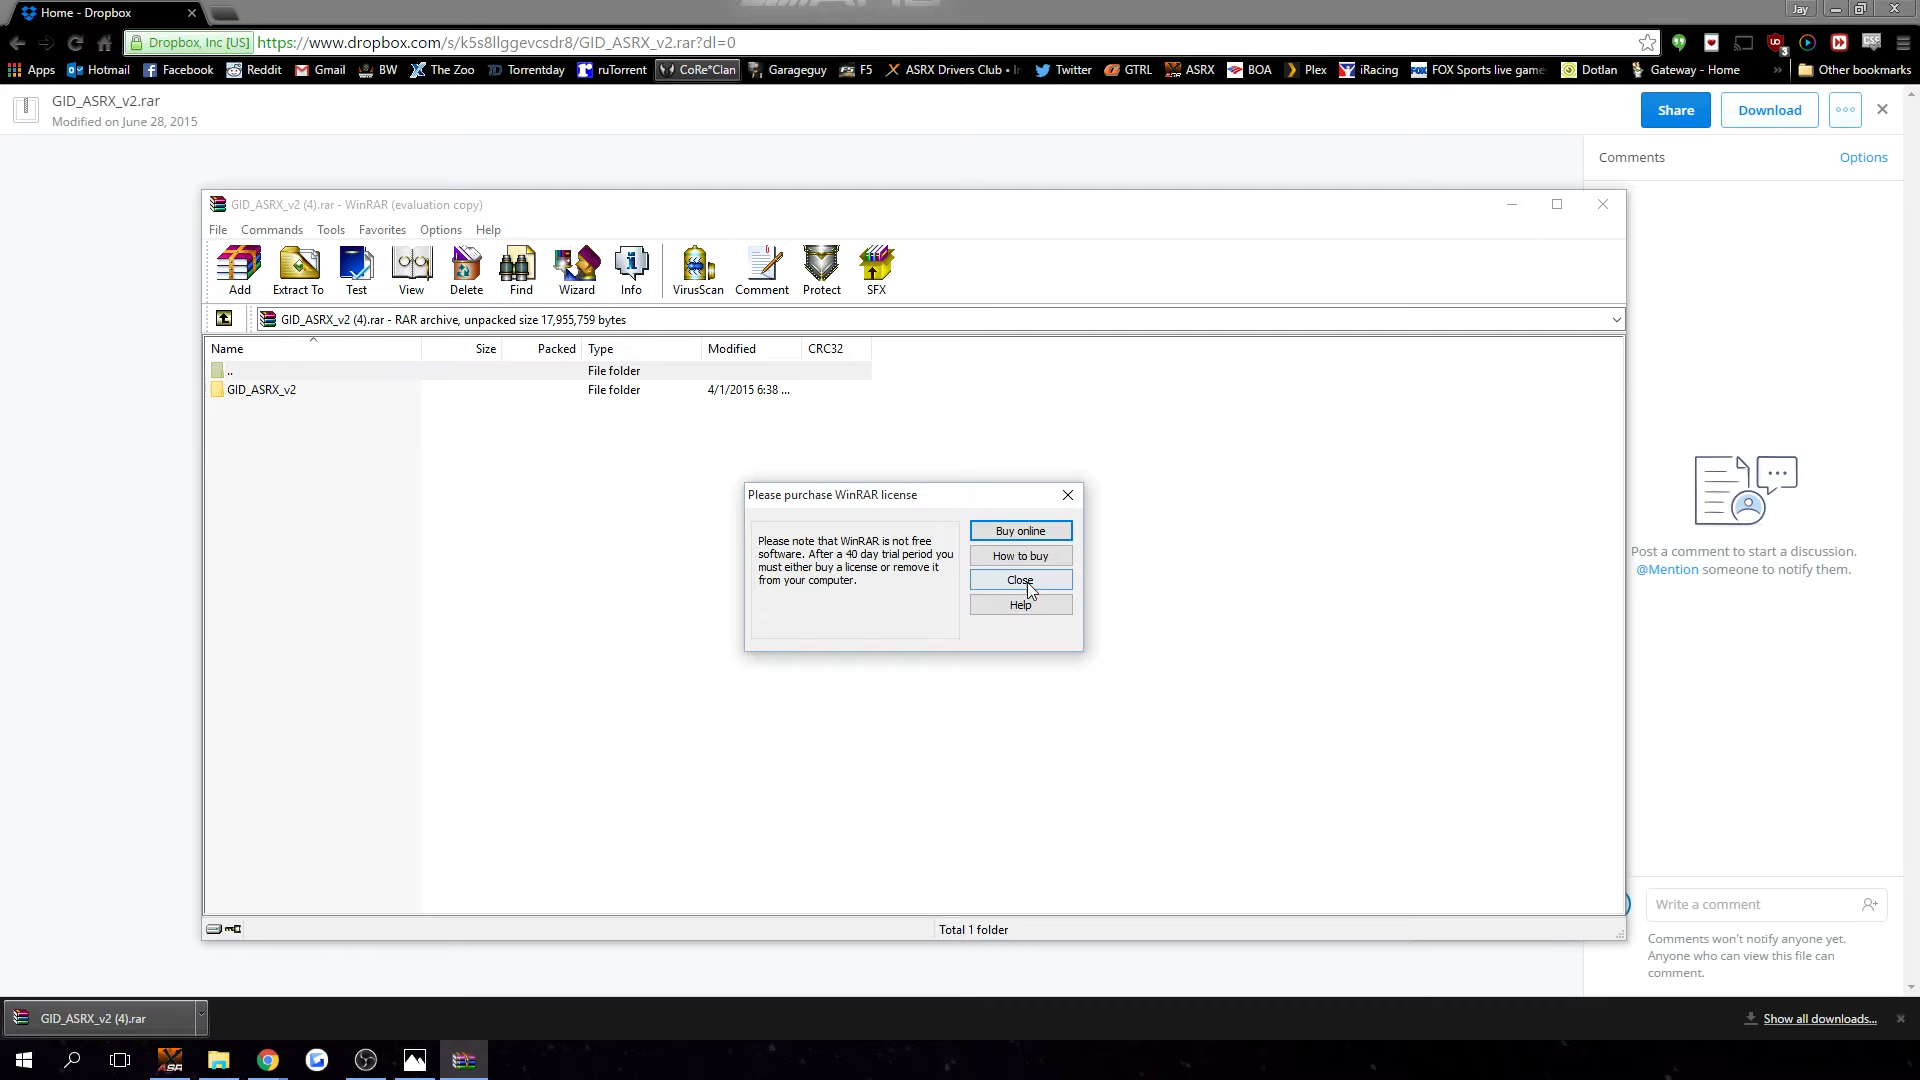 Home - Dropbox
Jay
Dropbox, Inc [US] https://www.dropbox.com/s/k5s8llggevcsdr8/GID_ASRX_v2.rar?dl=0
Apps Hotmail Facebook Reddit Gmail BW The Zoo Torrentday ruTorrent CoRe*Clan Garageguy F5 ASRX Drivers Club - Twitter GTRL ASRX BOA Plex iRacing FOX Sports live game Dotlan Gateway - Home » Other bookmarks
GID_ASRX_v2.rar
Modified on June 28, 2015
Share Download
Comments Options
GID_ASRX_v2 (4).rar - WinRAR (evaluation copy)
File Commands Tools Favorites Options Help
Add Extract To Test View Delete Find Wizard Info VirusScan Comment Protect SFX
GID_ASRX_v2 (4).rar - RAR archive, unpacked size 17,955,759 bytes
Name Size Packed Type Modified CRC32
.. File folder
GID_ASRX_v2 File folder 4/1/2015 6:38 ...
Please purchase WinRAR license
Please note that WinRAR is not free
software. After a 40 day trial period you
must either buy a license or remove it
from your computer.
Buy online
How to buy
Close
Help
Post a comment to start a discussion.
@Mention someone to notify them.
Write a comment
Comments won't notify anyone yet.
Anyone who can view this file can
comment.
Total 1 folder
GID_ASRX_v2 (4).rar
Show all downloads...